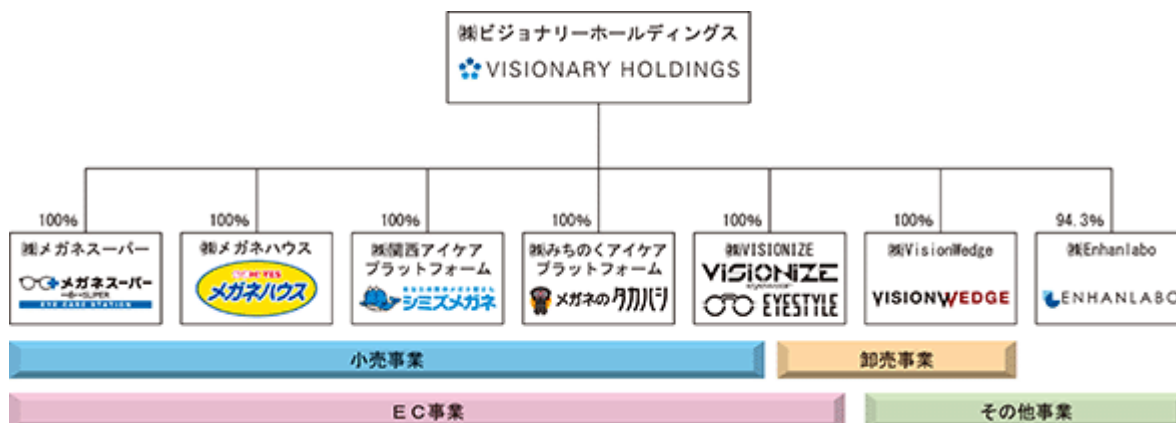 ㈱ビジョナリーホールディングス
VISIONARY HOLDINGS
100%
100%
100%
100%
100%
100%
94.3%
㈱メガネスーパー
メガネスーパー
SUPER
EYE CARE STATION
㈱メガネハウス
メガネハウス
㈱関西アイケア
プラットフォーム
シミズメガネ
㈱みちのくアイケア
プラットフォーム
メガネのタカハシ
㈱VISIONIZE
VISIONIZE
EYESTYLE
㈱VisionWedge
VISIONWEDGE
㈱Enhanlabo
ENHANLABO
小売事業
卸売事業
EC事業
その他事業